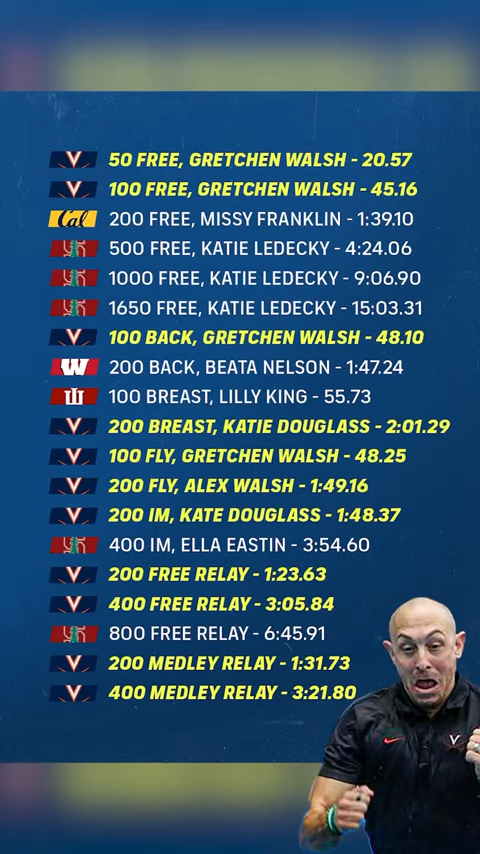 50 FREE, GRETCHEN WALSH - 20.57
100 FREE, GRETCHEN WALSH - 45.16
Cal 200 FREE, MISSY FRANKLIN - 1:39.10
500 FREE, KATIE LEDECKY - 4:24.06
1000 FREE, KATIE LEDECKY - 9:06.90
1650 FREE, KATIE LEDECKY - 15:03.31
100 BACK, GRETCHEN WALSH - 48.10
W 200 BACK, BEATA NELSON - 1:47.24
100 BREAST, LILLY KING - 55.73
200 BREAST, KATIE DOUGLASS - 2:01.29
100 FLY, GRETCHEN WALSH - 48.25
200 FLY, ALEX WALSH - 1:49.16
200 IM, KATE DOUGLASS - 1:48.37
400 IM, ELLA EASTIN - 3:54.60
200 FREE RELAY - 1:23.63
400 FREE RELAY - 3:05.84
800 FREE RELAY - 6:45.91
200 MEDLEY RELAY - 1:31.73
400 MEDLEY RELAY - 3:21.80